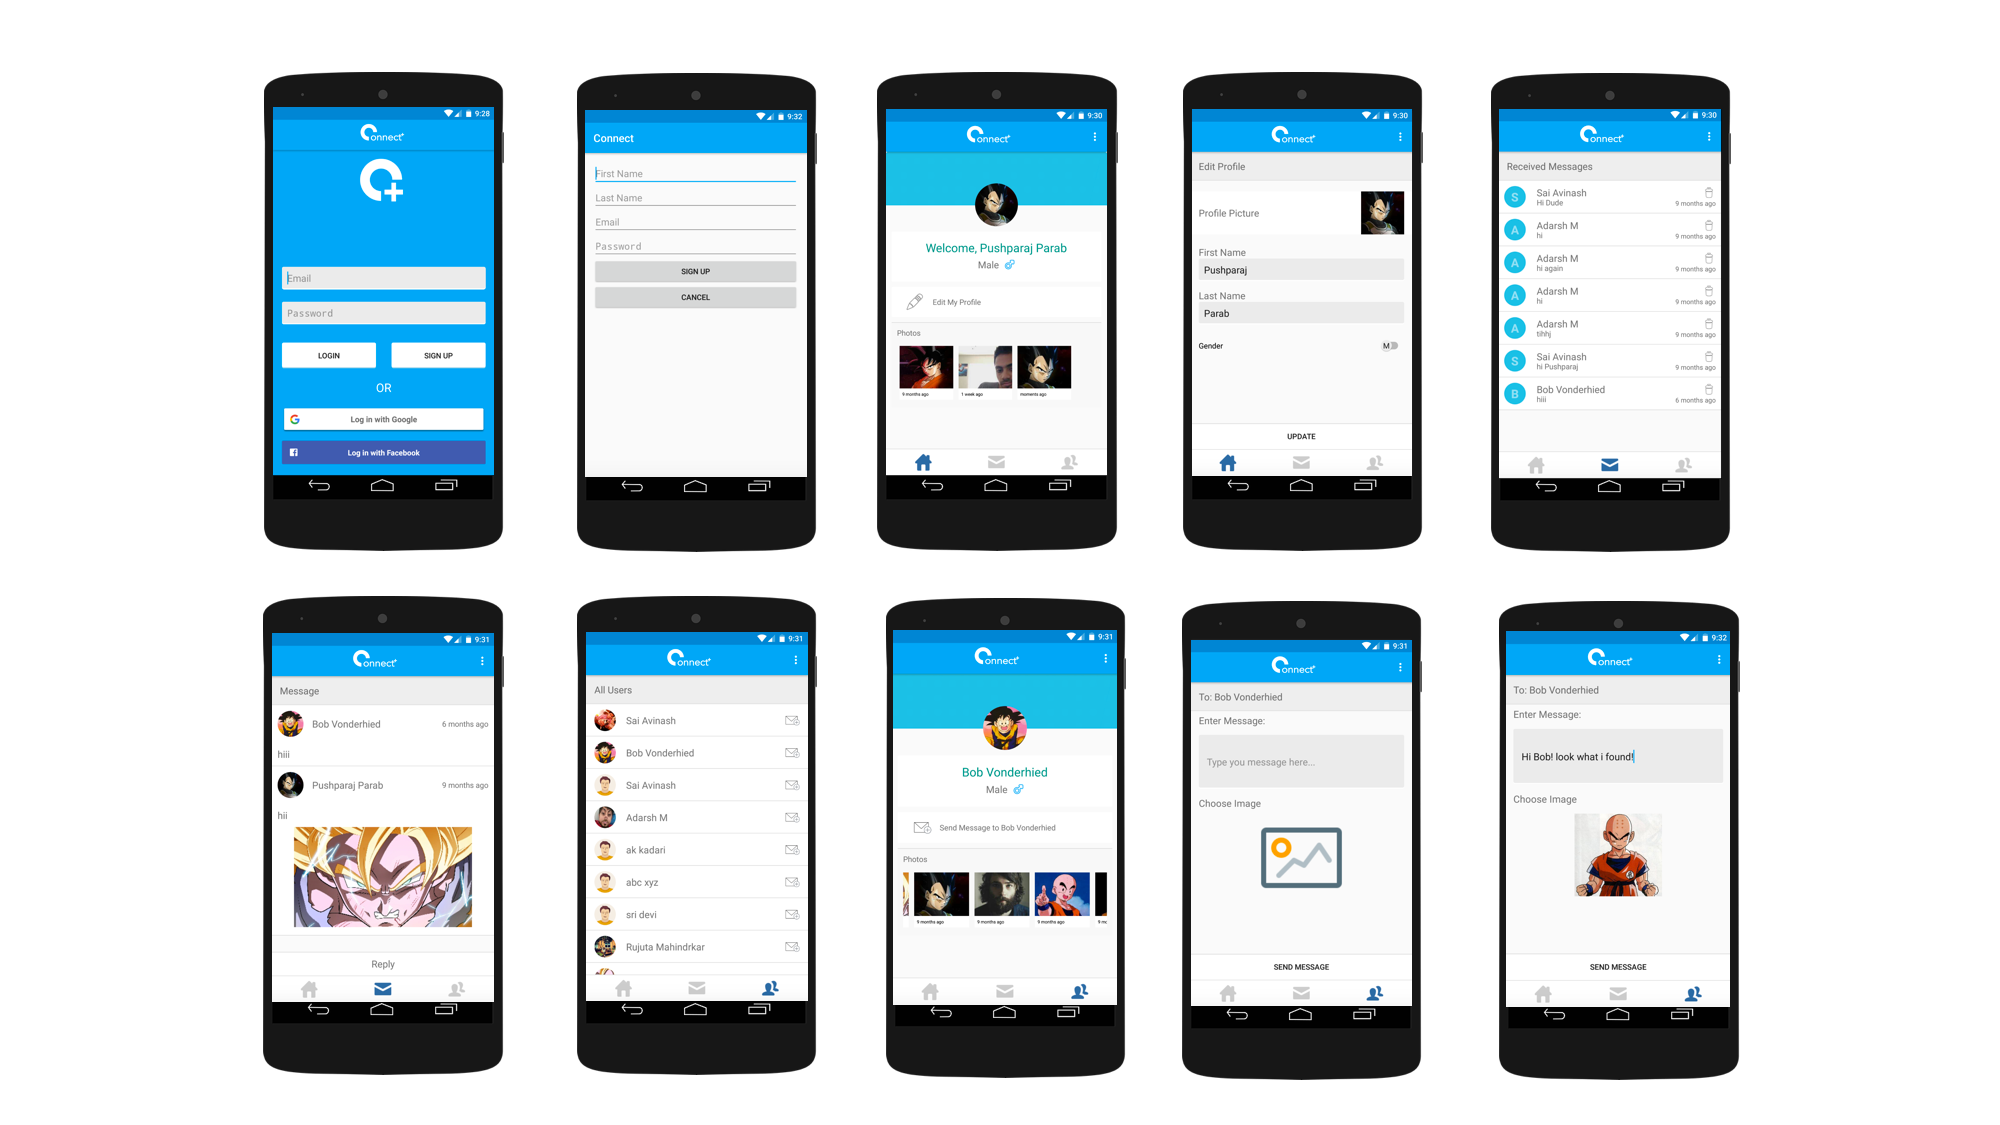 9:28
Connect+
Email
Password
LOGIN SIGN UP
OR
Log in with Google
Log in with Facebook
9:32
Connect
First Name
Last Name
Email
Password
SIGN UP
CANCEL
9:30
Connect+
Welcome, Pushparaj Parab
Male
Edit My Profile
Photos
9 months ago 1 week ago moments ago
9:30
Connect+
Edit Profile
Profile Picture
First Name
Pushparaj
Last Name
Parab
Gender M
UPDATE
9:30
Connect+
Received Messages
S Sai Avinash
Hi Dude 9 months ago
A Adarsh M
hi 9 months ago
A Adarsh M
hi again 9 months ago
A Adarsh M
hi 9 months ago
A Adarsh M
tihhj 9 months ago
S Sai Avinash
hi Pushparaj 9 months ago
B Bob Vonderhied
hiii 6 months ago
9:31
Connect+
Message
Bob Vonderhied 6 months ago
hiii
Pushparaj Parab 9 months ago
hii
Reply
9:31
Connect+
All Users
Sai Avinash
Bob Vonderhied
Sai Avinash
Adarsh M
ak kadari
abc xyz
sri devi
Rujuta Mahindrkar
9:31
Connect+
Bob Vonderhied
Male
Send Message to Bob Vonderhied
Photos
9 months ago 9 months ago 9 months ago 9 m
9:31
Connect+
To: Bob Vonderhied
Enter Message:
Type you message here...
Choose Image
SEND MESSAGE
9:32
Connect+
To: Bob Vonderhied
Enter Message:
Hi Bob! look what i found!
Choose Image
SEND MESSAGE